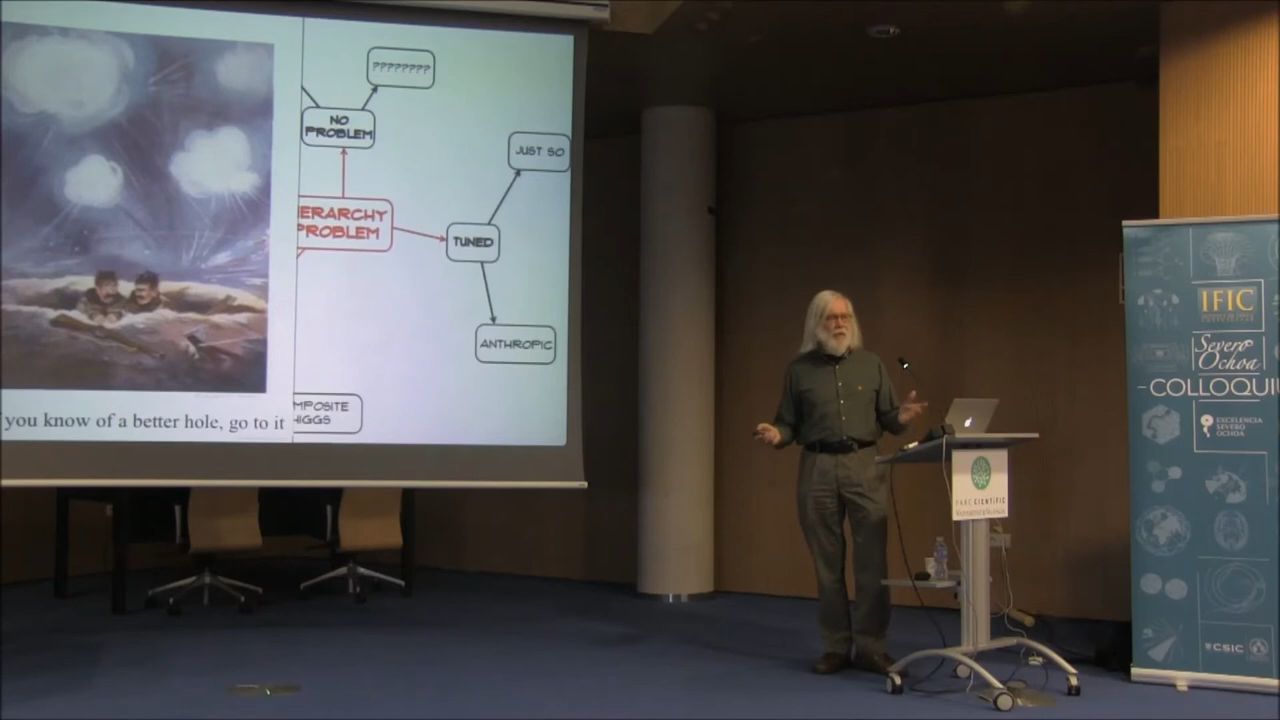 ????????
NO
PROBLEM
JUST SO
ERARCHY
PROBLEM
TUNED
ANTHROPIC
MPOSITE
HIGGS
you know of a better hole, go to it
IFIC
Severo
Ochoa
- COLLOQUI
EXCELENCIA
SEVERO
OCHOA
PARC CIENTÍFIC
CSIC